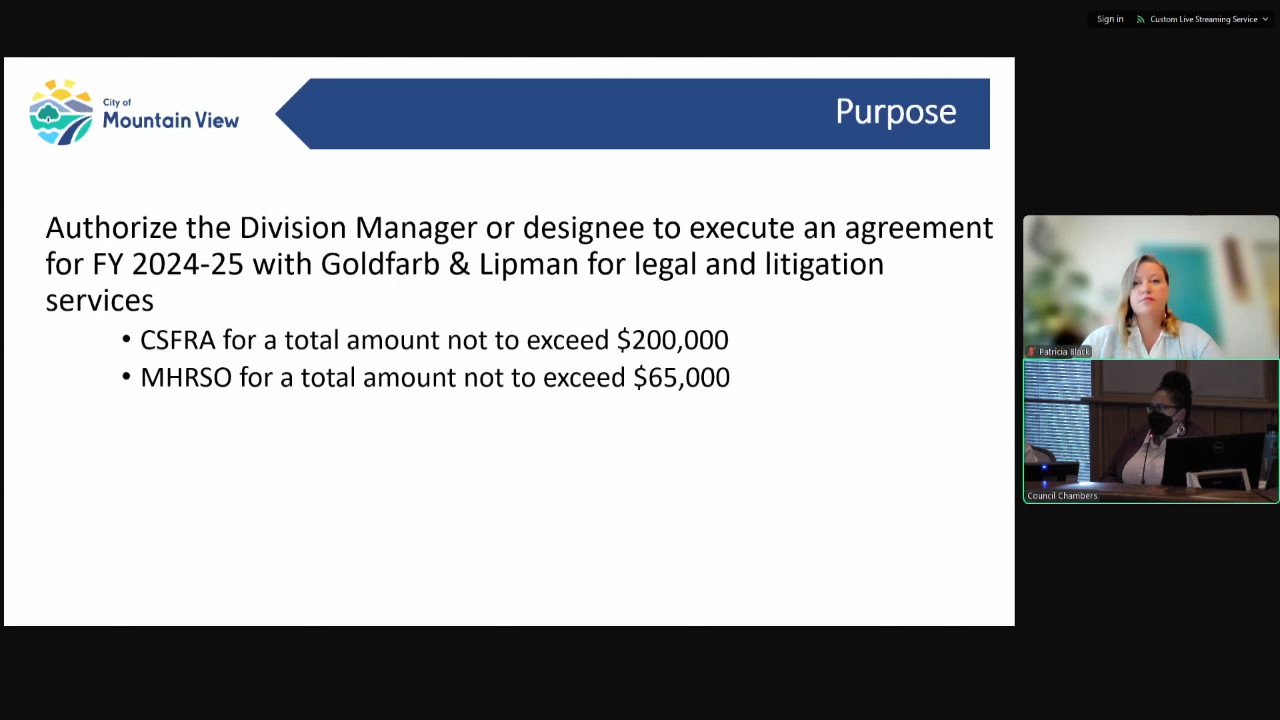 Sign in
Custom Live Streaming Service
City of
Mountain View
Purpose
Authorize the Division Manager or designee to execute an agreement
for FY 2024-25 with Goldfarb & Lipman for legal and litigation
services
• CSFRA for a total amount not to exceed $200,000
• MHRSO for a total amount not to exceed $65,000
Patricia Black
Council Chambers